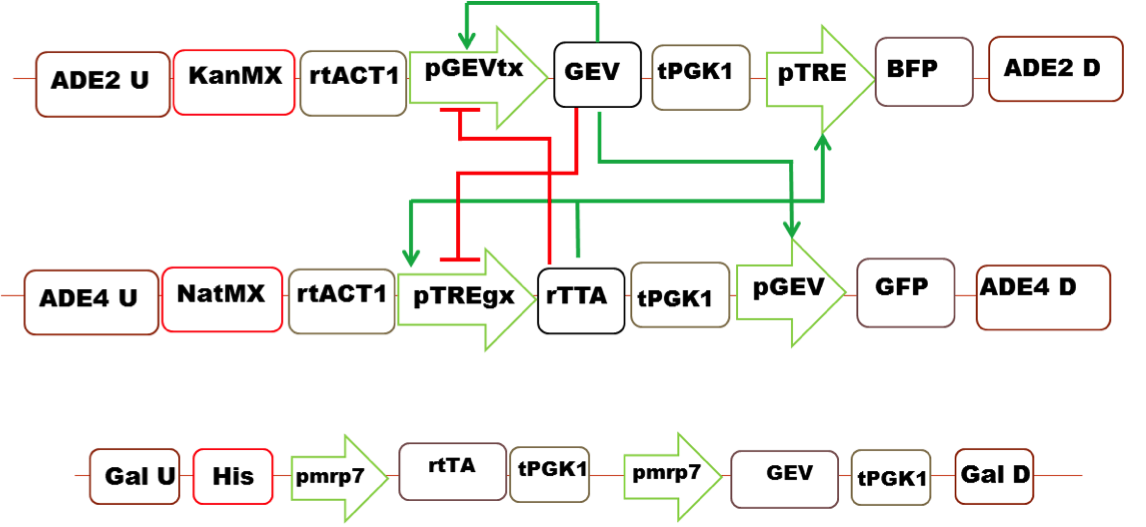 ADE2 U KanMX rtACT1 pGEVtx GEV tPGK1 pTRE BFP ADE2 D
ADE4 U NatMX rtACT1 pTREgx rTTA tPGK1 pGEV GFP ADE4 D
Gal U His pmrp7 rtTA tPGK1 pmrp7 GEV tPGK1 Gal D